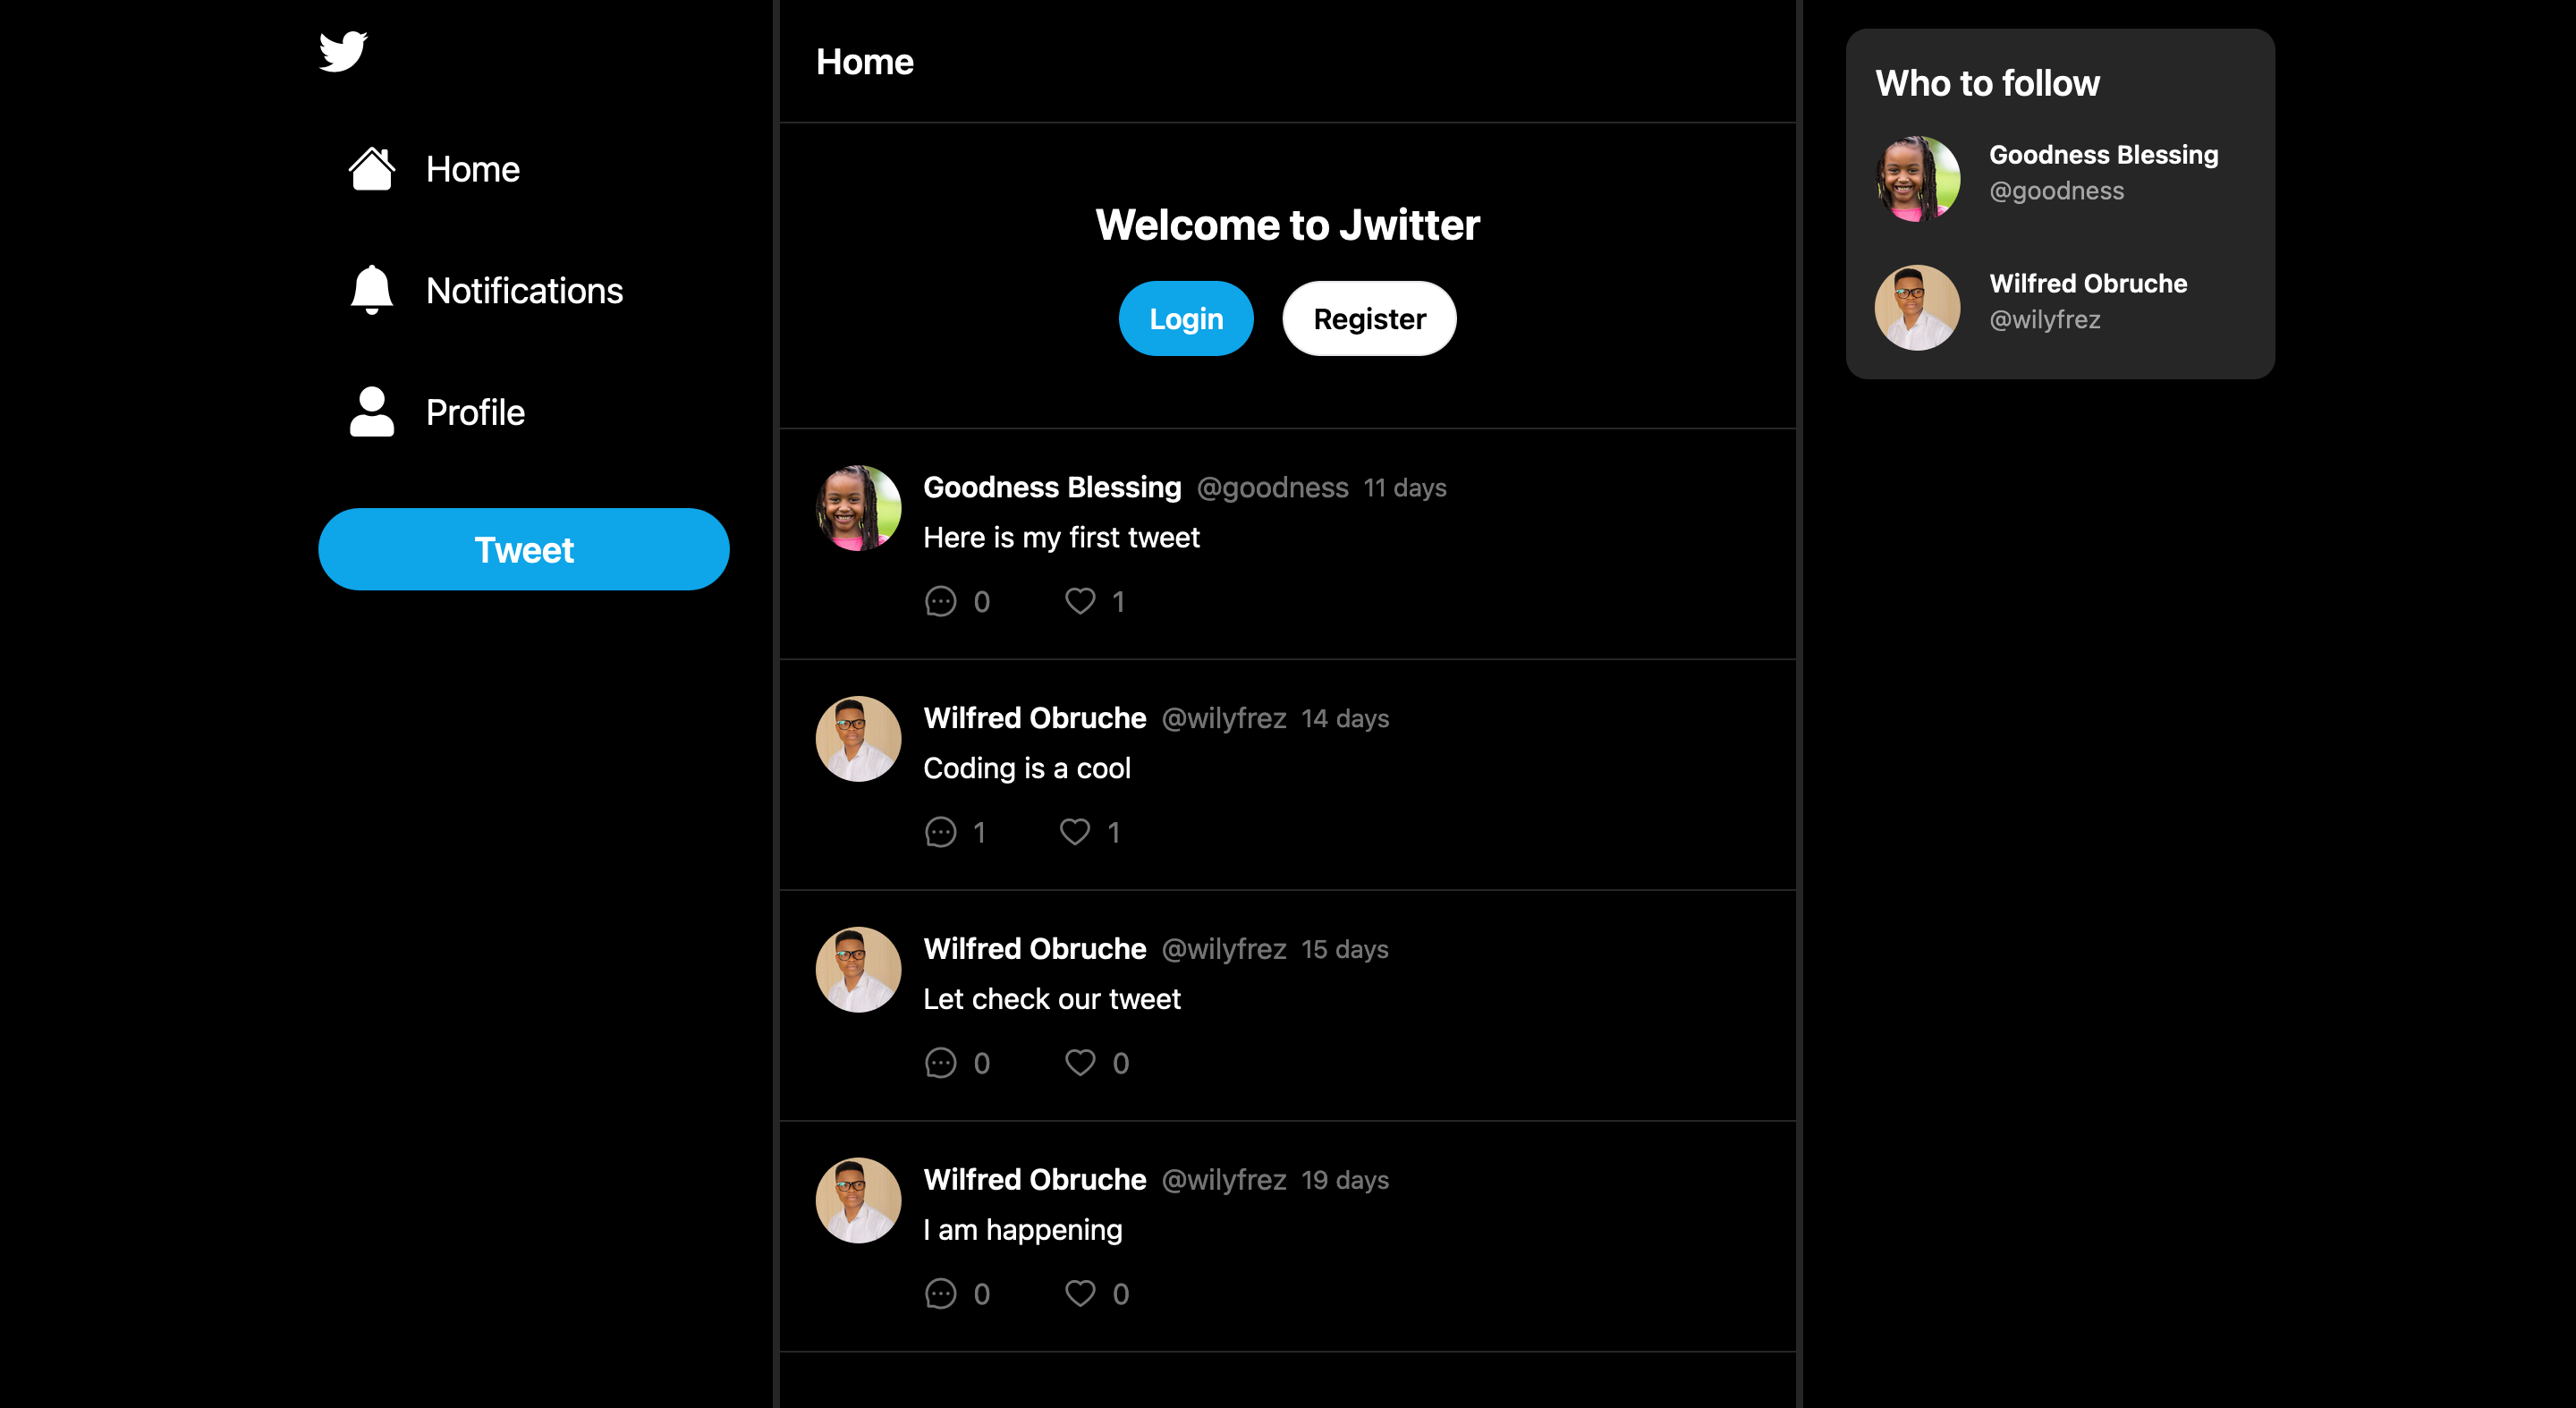 Home
Notifications
Profile
Tweet
Home
Welcome to Jwitter
Login Register
Goodness Blessing @goodness 11 days
Here is my first tweet
0 1
Wilfred Obruche @wilyfrez 14 days
Coding is a cool
1 1
Wilfred Obruche @wilyfrez 15 days
Let check our tweet
0 0
Wilfred Obruche @wilyfrez 19 days
I am happening
0 0
Who to follow
Goodness Blessing
@goodness
Wilfred Obruche
@wilyfrez